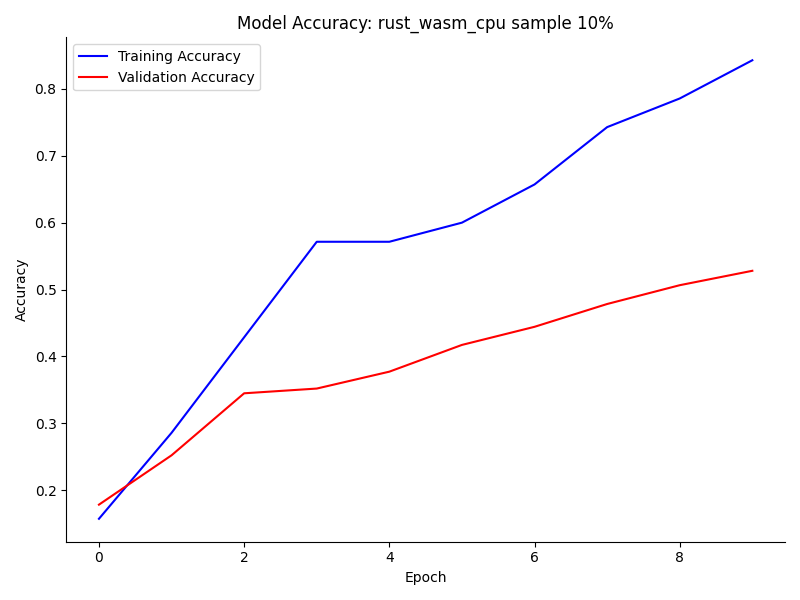 Model Accuracy: rust_wasm_cpu sample 10%
Training Accuracy
Validation Accuracy
0.8
0.7
0.6
0.5
0.4
0.3
0.2
Accuracy
0 2 4 6 8
Epoch